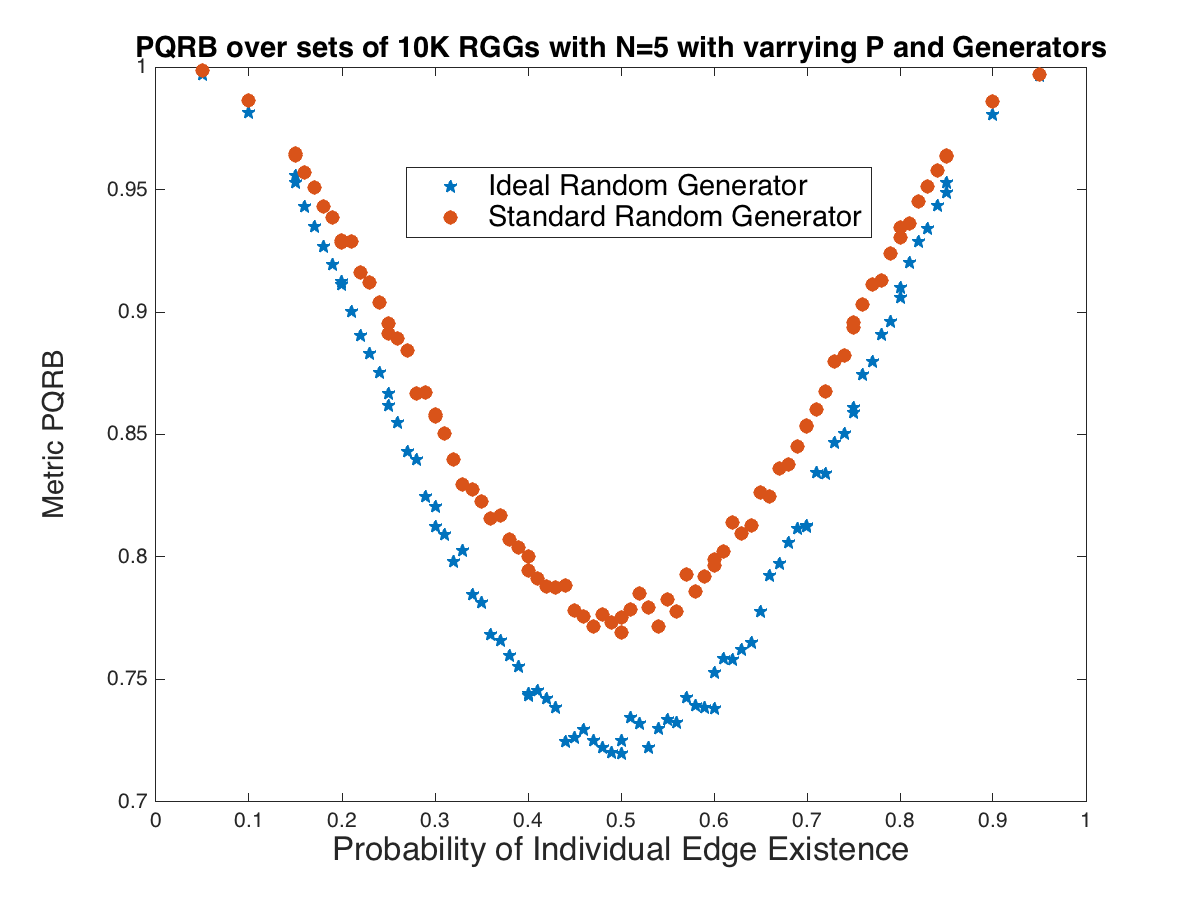 PQRB over sets of 10K RGGs with N=5 with varrying P and Generators
1
0.95
0.9
0.85
0.8
0.75
0.7
Metric PQRB
Ideal Random Generator
Standard Random Generator
0 0.1 0.2 0.3 0.4 0.5 0.6 0.7 0.8 0.9 1
Probability of Individual Edge Existence